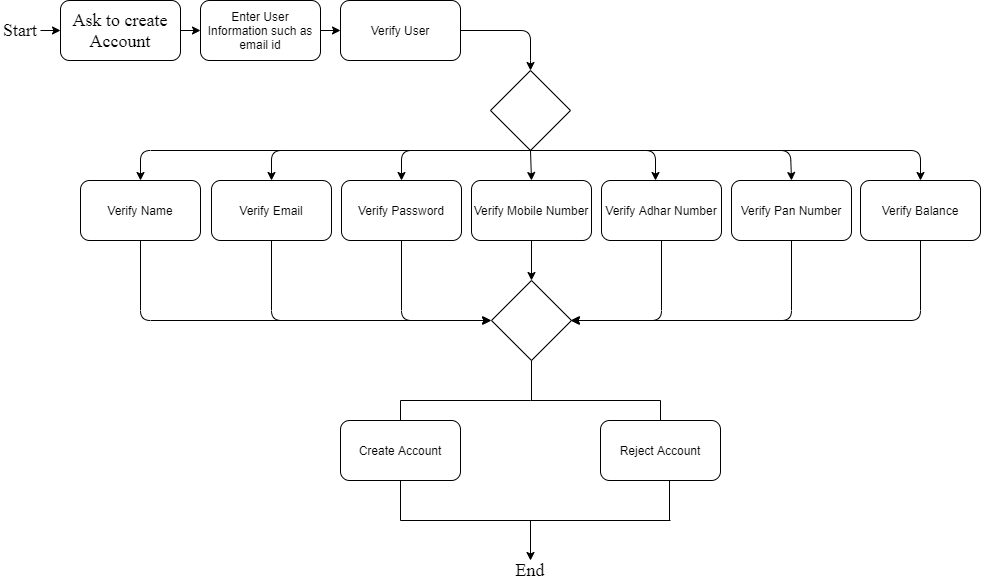 Start
Ask to create
Account
Enter User
Information such as
email id
Verify User
Verify Name
Verify Email
Verify Password
Verify Mobile Number
Verify Adhar Number
Verify Pan Number
Verify Balance
Create Account
Reject Account
End